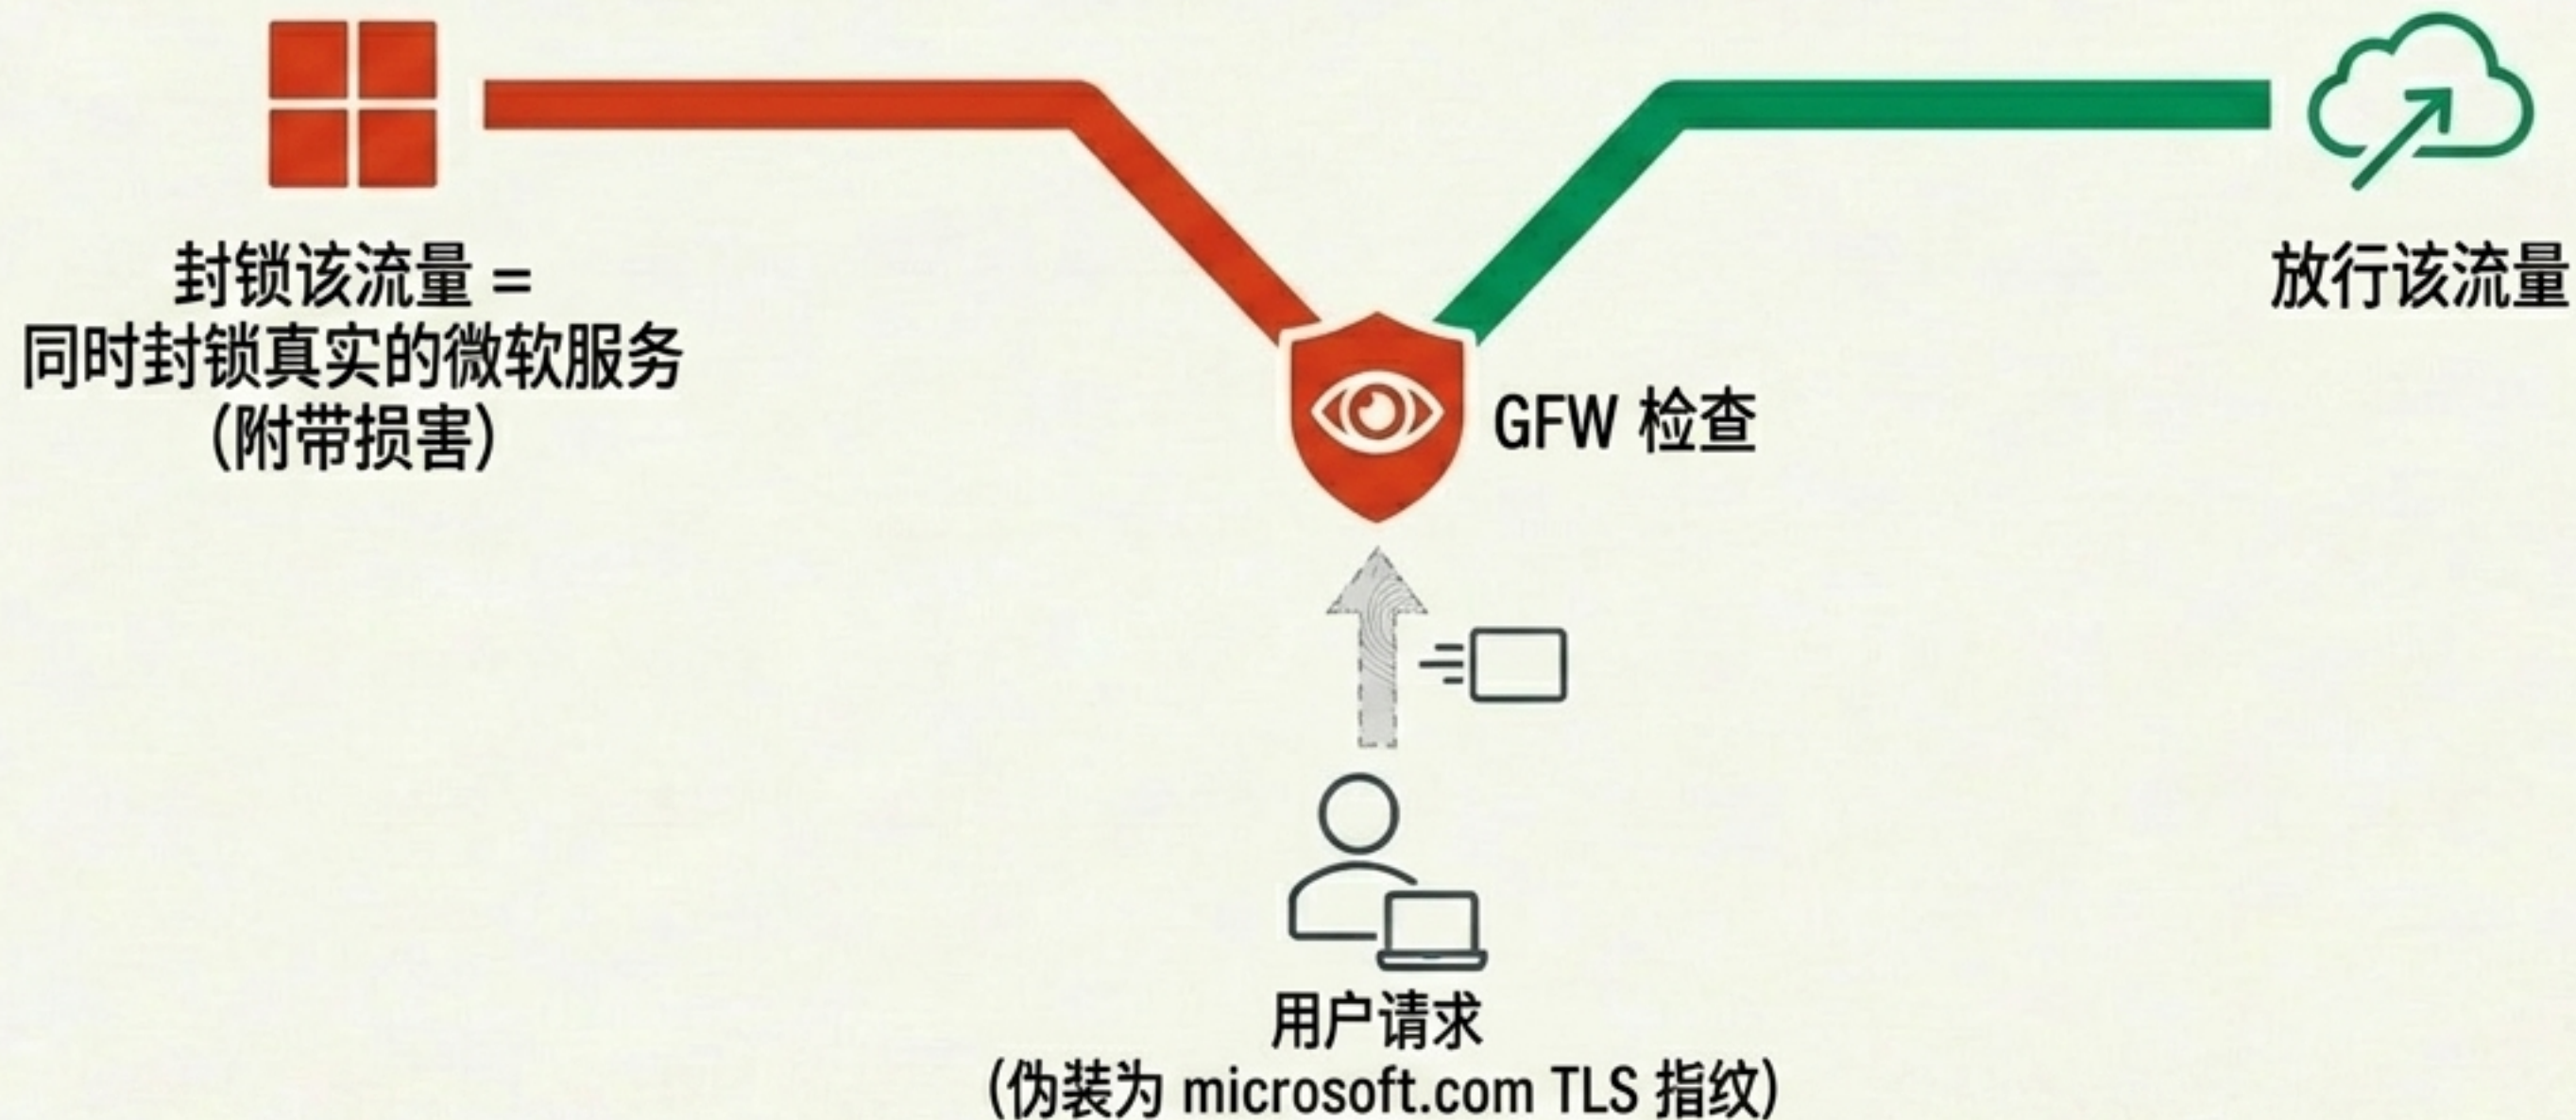 封锁该流量 =
同时封锁真实的微软服务
(附带损害)
放行该流量
GFW 检查
用户请求
(伪装为 microsoft.com TLS 指纹)